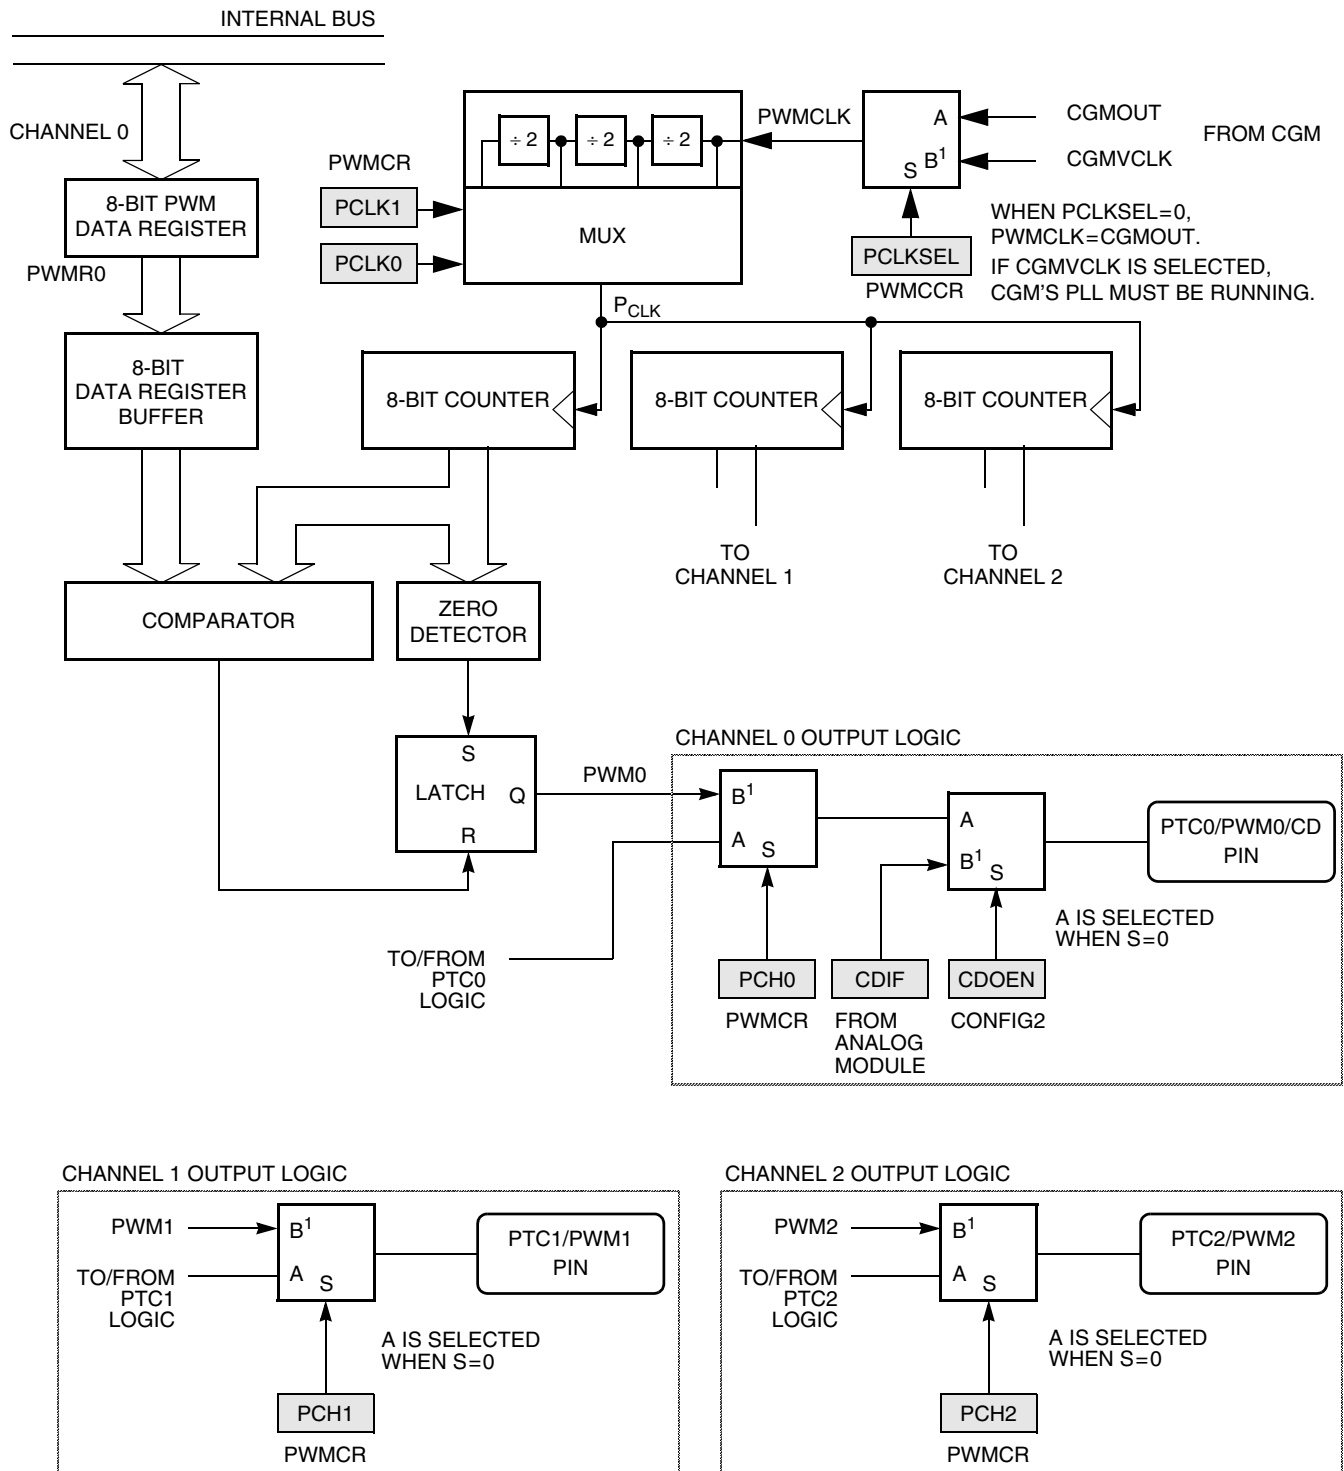 INTERNAL BUS
CHANNEL 0
8-BIT PWM
DATA REGISTER
PWMR0
8-BIT
DATA REGISTER
BUFFER
PWMCR
PCLK1
PCLK0
÷ 2
÷ 2
÷ 2
MUX
PWMCLK
A
B1
S
CGMOUT
CGMVCLK
FROM CGM
PCLKSEL
PWMCCR
WHEN PCLKSEL=0,
PWMCLK=CGMOUT.
IF CGMVCLK IS SELECTED,
CGM'S PLL MUST BE RUNNING.
PCLK
8-BIT COUNTER
8-BIT COUNTER
8-BIT COUNTER
TO
CHANNEL 1
TO
CHANNEL 2
COMPARATOR
ZERO
DETECTOR
S
LATCH
Q
R
PWM0
CHANNEL 0 OUTPUT LOGIC
B1
A
S
A
B1
S
PTC0/PWM0/CD
PIN
A IS SELECTED
WHEN S=0
TO/FROM
PTC0
LOGIC
PCH0
PWMCR
CDIF
FROM
ANALOG
MODULE
CDOEN
CONFIG2
CHANNEL 1 OUTPUT LOGIC
PWM1
B1
A
S
TO/FROM
PTC1
LOGIC
PTC1/PWM1
PIN
A IS SELECTED
WHEN S=0
PCH1
PWMCR
CHANNEL 2 OUTPUT LOGIC
PWM2
B1
A
S
TO/FROM
PTC2
LOGIC
PTC2/PWM2
PIN
A IS SELECTED
WHEN S=0
PCH2
PWMCR